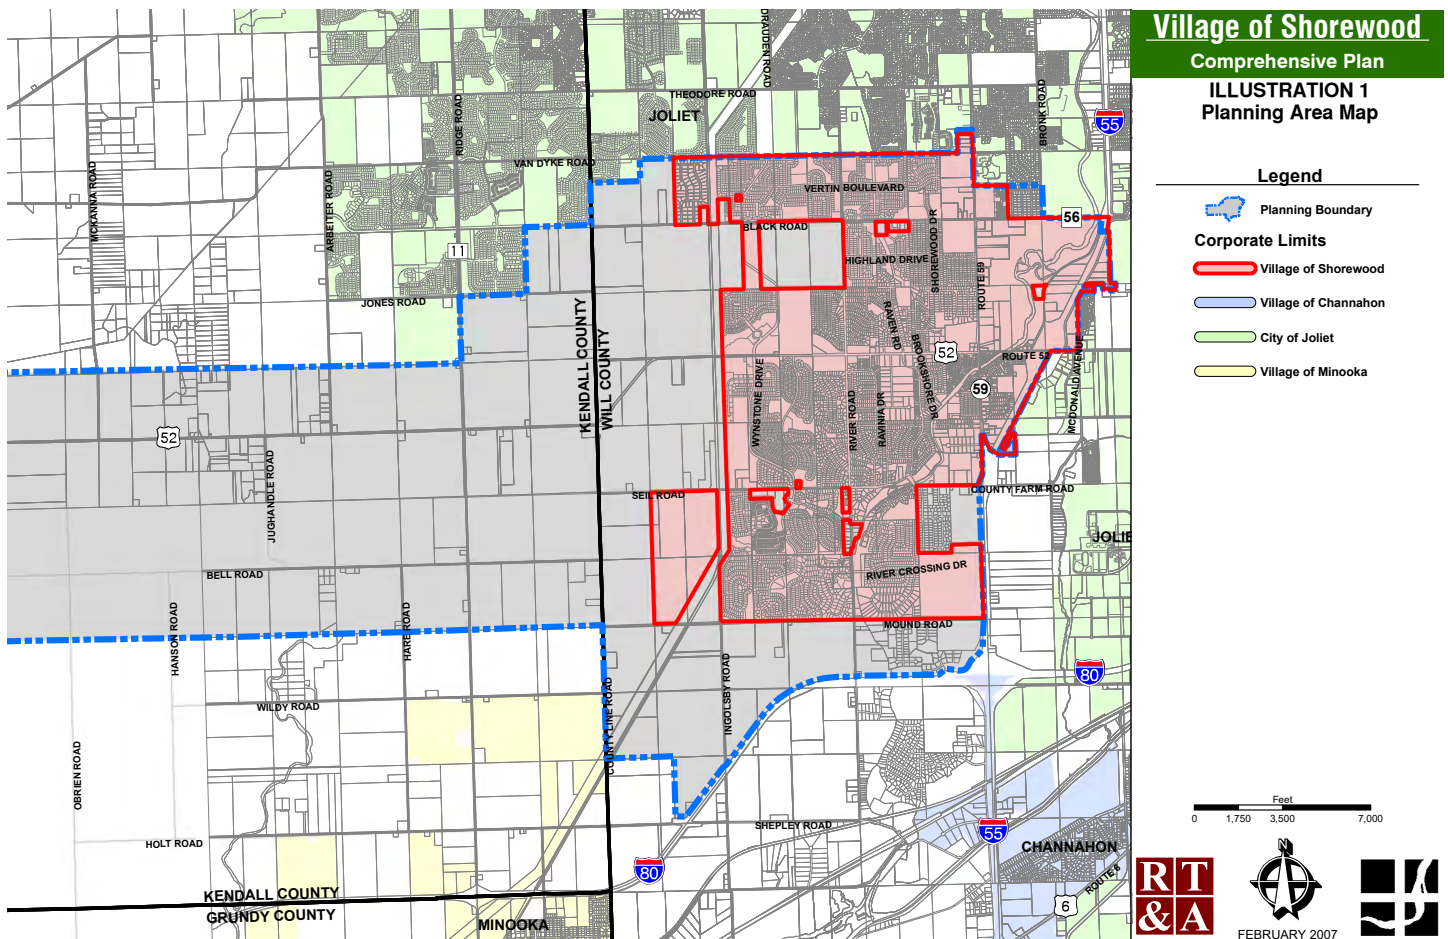 Village of Shorewood
Comprehensive Plan
ILLUSTRATION 1
Planning Area Map
Legend
Planning Boundary
Corporate Limits
Village of Shorewood
Village of Channahon
City of Joliet
Village of Minooka
Feet
0 1,750 3,500 7,000
N
RT
&A
FEBRUARY 2007
DRAUDEN ROAD
THEODORE ROAD
JOLIET
BRONK ROAD
55
RIDGE ROAD
VAN DYKE ROAD
MCKANNA ROAD
ARBEITER ROAD
VERTIN BOULEVARD
56
BLACK ROAD
SHOREWOOD DR
11
HIGHLAND DRIVE
ROUTE 59
JONES ROAD
KENDALL COUNTY
WILL COUNTY
RAVEN RD
BROOKSHORE DR
52
ROUTE 52
MCDONALD AVENUE
WYNSTONE DRIVE
59
RIVER ROAD
RAVINIA DR
52
JUGHANDLE ROAD
SEIL ROAD
COUNTY FARM ROAD
JOLIE
BELL ROAD
RIVER CROSSING DR
HANSON ROAD
HARE ROAD
MOUND ROAD
80
INGOLSBY ROAD
COUNTY LINE ROAD
WILDY ROAD
OBRIEN ROAD
SHEPLEY ROAD
55
HOLT ROAD
CHANNAHON
80
ROUTE 6
6
KENDALL COUNTY
GRUNDY COUNTY
MINOOKA